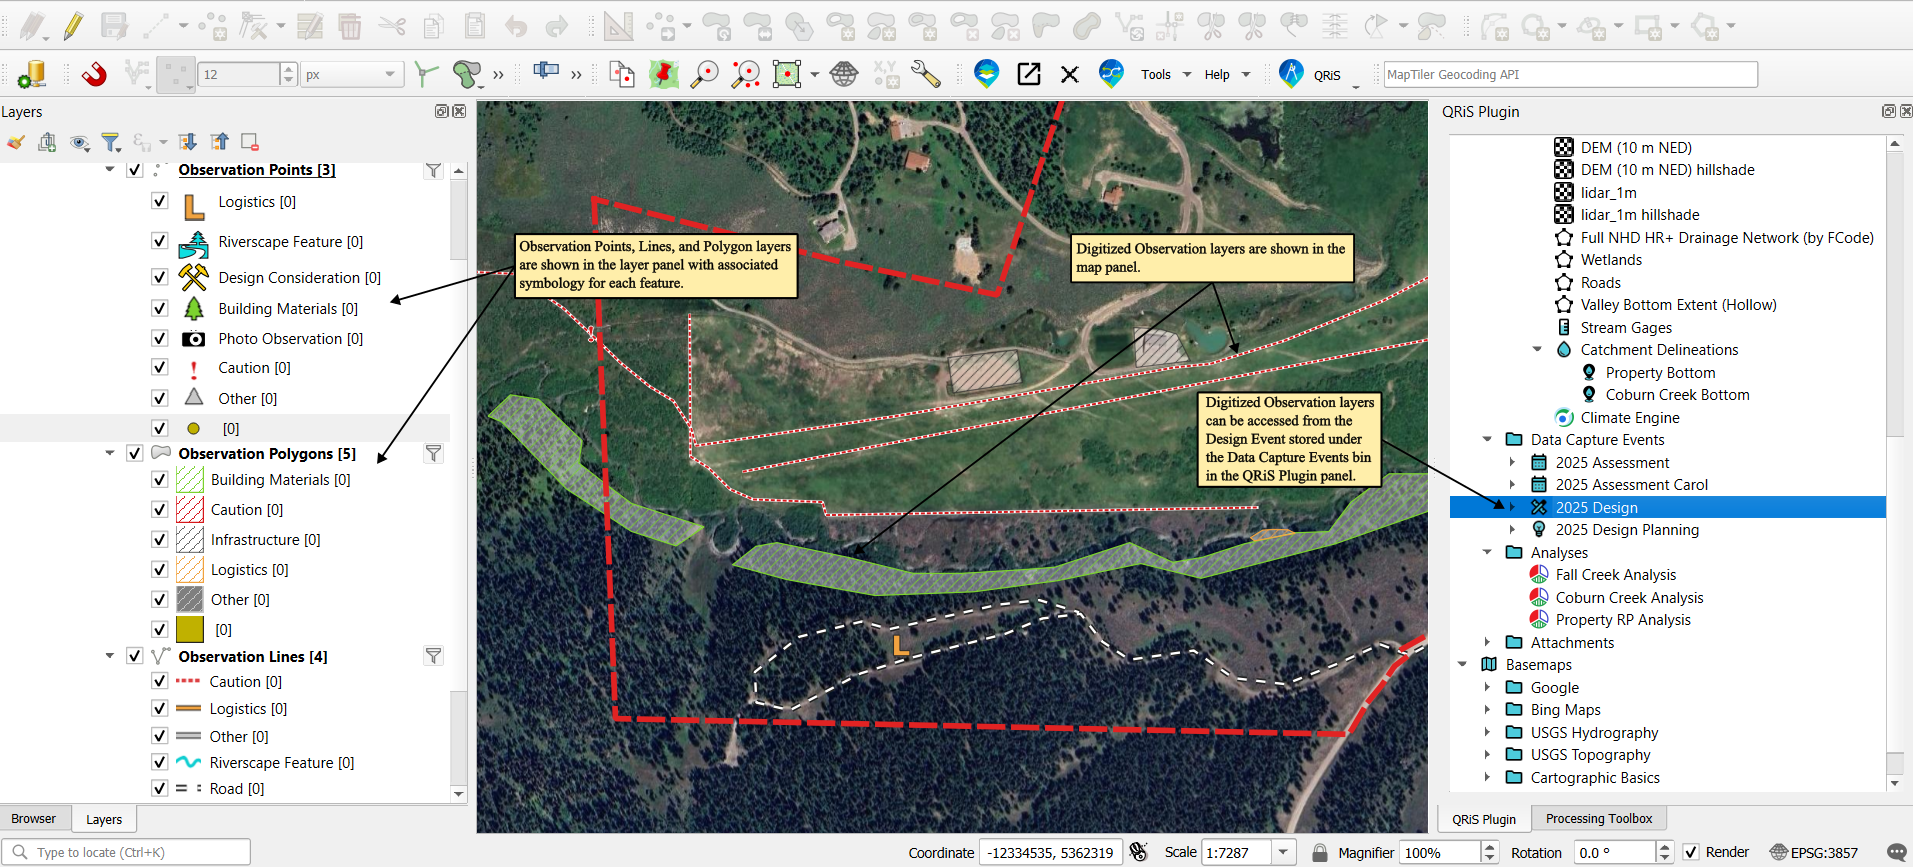 12
px
»
»
Tools
Help
QRiS
MapTiler Geocoding API
Layers
Observation Points [3]
Logistics [0]
Riverscape Feature [0]
Design Consideration [0]
Building Materials [0]
Photo Observation [0]
Caution [0]
Other [0]
[0]
Observation Polygons [5]
Building Materials [0]
Caution [0]
Infrastructure [0]
Logistics [0]
Other [0]
[0]
Observation Lines [4]
Caution [0]
Logistics [0]
Other [0]
Riverscape Feature [0]
Road [0]
Browser
Layers
Observation Points, Lines, and Polygon layers
are shown in the layer panel with associated
symbology for each feature.
Digitized Observation layers are shown in the
map panel.
Digitized Observation layers
can be accessed from the
Design Event stored under
the Data Capture Events bin
in the QRiS Plugin panel.
QRiS Plugin
DEM (10 m NED)
DEM (10 m NED) hillshade
lidar_1m
lidar_1m hillshade
Full NHD HR+ Drainage Network (by FCode)
Wetlands
Roads
Valley Bottom Extent (Hollow)
Stream Gages
Catchment Delineations
Property Bottom
Coburn Creek Bottom
Climate Engine
Data Capture Events
2025 Assessment
2025 Assessment Carol
2025 Design
2025 Design Planning
Analyses
Fall Creek Analysis
Coburn Creek Analysis
Property RP Analysis
Attachments
Basemaps
Google
Bing Maps
USGS Hydrography
USGS Topography
Cartographic Basics
QRiS Plugin
Processing Toolbox
Type to locate (Ctrl+K)
Coordinate
-12334535, 5362319
Scale
1:7287
Magnifier
100%
Rotation
0.0 °
Render
EPSG:3857